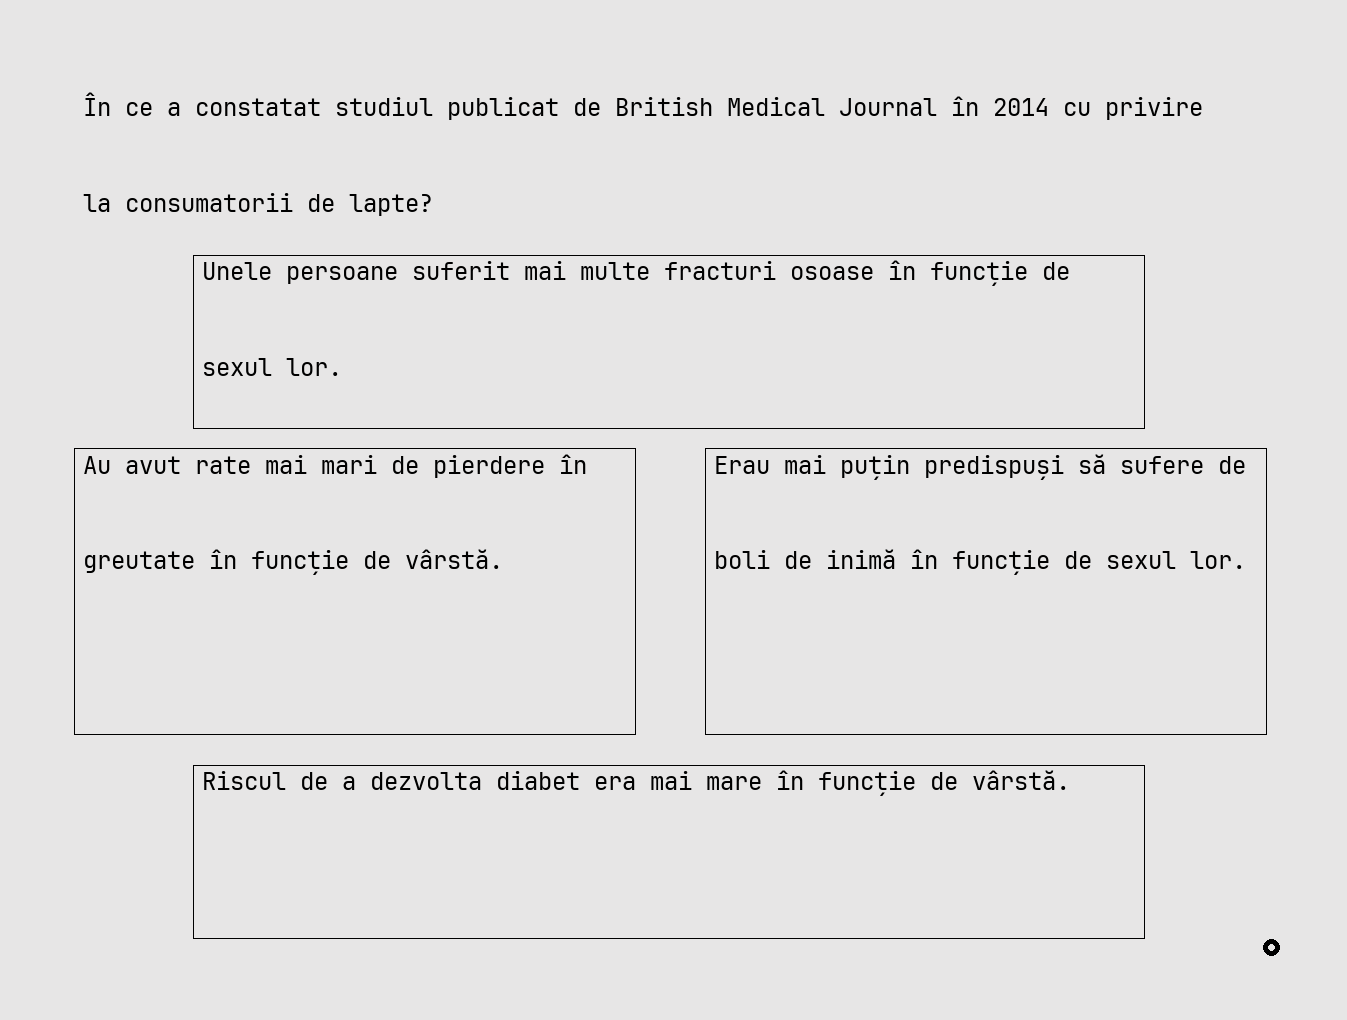 În ce a constatat studiul publicat de British Medical Journal în 2014 cu privire
la consumatorii de lapte?
Unele persoane suferit mai multe fracturi osoase în funcție de
sexul lor.
Au avut rate mai mari de pierdere în
greutate în funcție de vârstă.
Erau mai puțin predispuși să sufere de
boli de inimă în funcție de sexul lor.
Riscul de a dezvolta diabet era mai mare în funcție de vârstă.